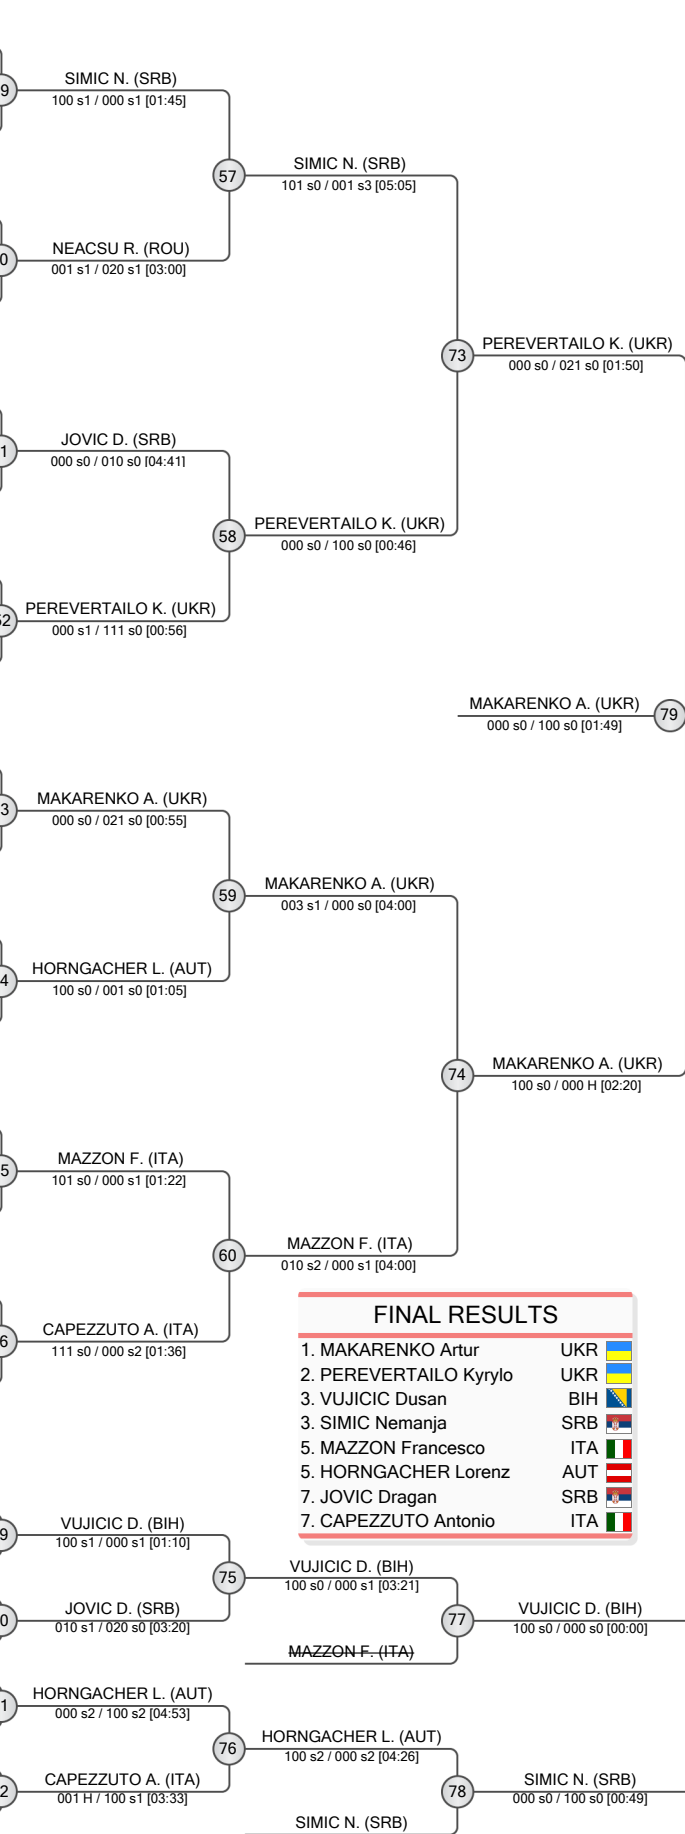 SIMIC N. (SRB)
9
100 s1 / 000 s1 [01:45]
SIMIC N. (SRB)
57
101 s0 / 001 s3 [05:05]
NEACSU R. (ROU)
0
001 s1 / 020 s1 [03:00]
PEREVERTAILO K. (UKR)
73
000 s0 / 021 s0 [01:50]
JOVIC D. (SRB)
1
000 s0 / 010 s0 [04:41]
PEREVERTAILO K. (UKR)
58
000 s0 / 100 s0 [00:46]
PEREVERTAILO K. (UKR)
52
000 s1 / 111 s0 [00:56]
MAKARENKO A. (UKR)
79
000 s0 / 100 s0 [01:49]
MAKARENKO A. (UKR)
3
000 s0 / 021 s0 [00:55]
MAKARENKO A. (UKR)
59
003 s1 / 000 s0 [04:00]
HORNGACHER L. (AUT)
4
100 s0 / 001 s0 [01:05]
MAKARENKO A. (UKR)
74
100 s0 / 000 H [02:20]
MAZZON F. (ITA)
5
101 s0 / 000 s1 [01:22]
MAZZON F. (ITA)
60
010 s2 / 000 s1 [04:00]
CAPEZZUTO A. (ITA)
6
111 s0 / 000 s2 [01:36]
FINAL RESULTS
1. MAKARENKO Artur UKR
2. PEREVERTAILO Kyrylo UKR
3. VUJICIC Dusan BIH
3. SIMIC Nemanja SRB
5. MAZZON Francesco ITA
5. HORNGACHER Lorenz AUT
7. JOVIC Dragan SRB
7. CAPEZZUTO Antonio ITA
VUJICIC D. (BIH)
9
100 s1 / 000 s1 [01:10]
VUJICIC D. (BIH)
75
100 s0 / 000 s1 [03:21]
JOVIC D. (SRB)
0
010 s1 / 020 s0 [03:20]
VUJICIC D. (BIH)
77
100 s0 / 000 s0 [00:00]
MAZZON F. (ITA)
HORNGACHER L. (AUT)
1
000 s2 / 100 s2 [04:53]
HORNGACHER L. (AUT)
76
100 s2 / 000 s2 [04:26]
CAPEZZUTO A. (ITA)
2
001 H / 100 s1 [03:33]
SIMIC N. (SRB)
78
000 s0 / 100 s0 [00:49]
SIMIC N. (SRB)